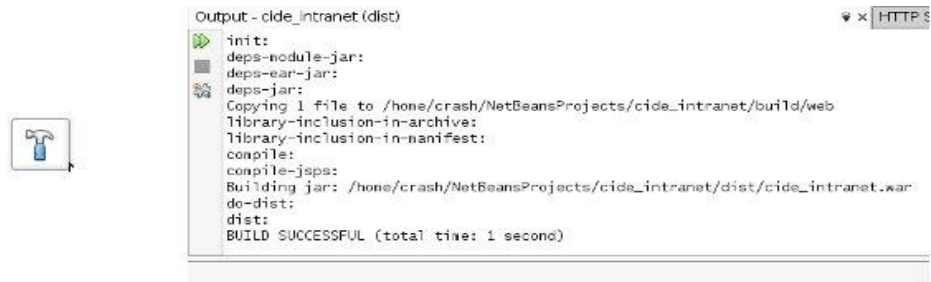 Output - cide_intranet (dist)
HTTP S
init:
deps-module-jar:
deps-ear-jar:
deps-jar:
Copying 1 file to /home/crash/NetBeansProjects/cide_intranet/build/web
library-inclusion-in-archive:
library-inclusion-in-manifest:
compile:
compile-jsps:
Building jar: /home/crash/NetBeansProjects/cide_intranet/dist/cide_intranet.war
do-dist:
dist:
BUILD SUCCESSFUL (total time: 1 second)